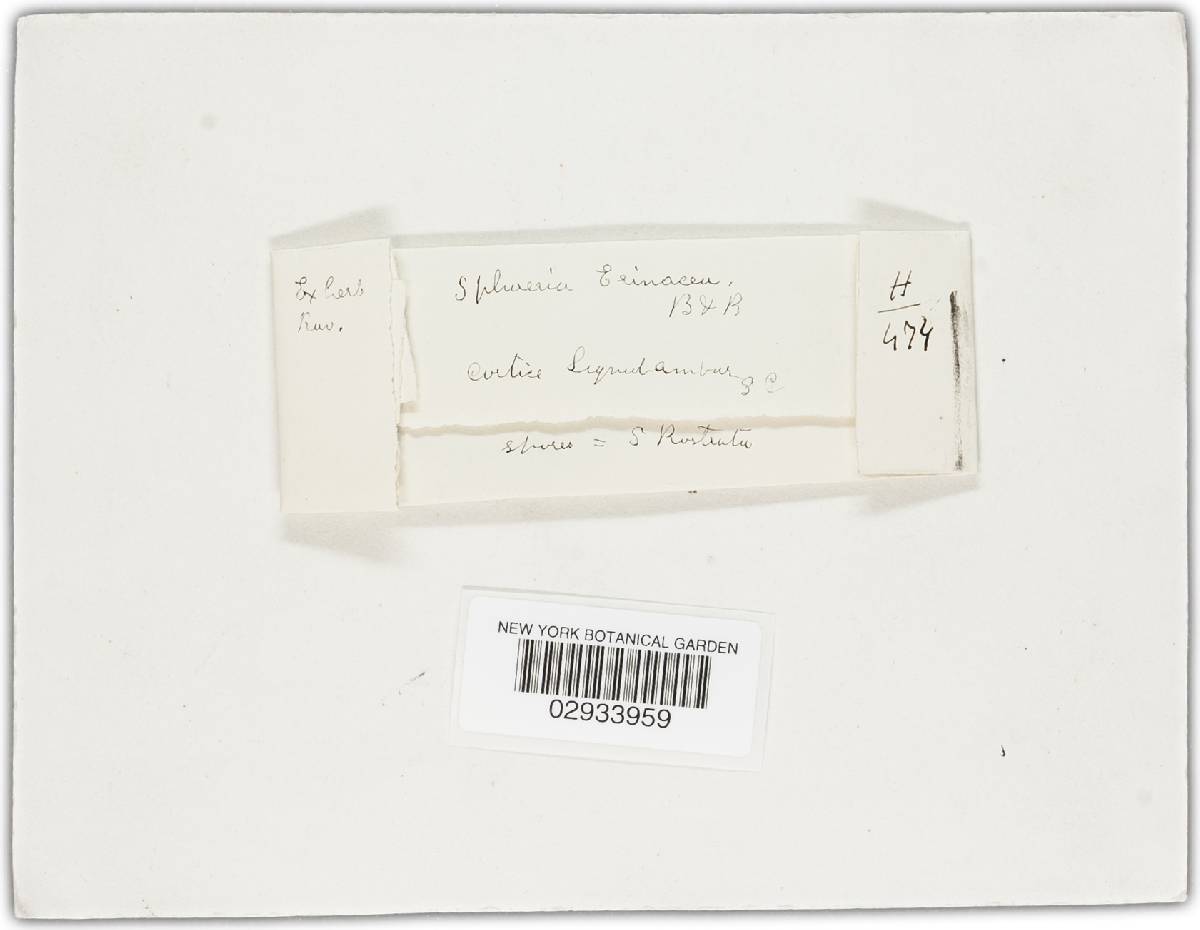 Ex herb
Rav.
Sphaeria Erinacea,
B & R
Cortice Liquidambar
S C
spores = S Rostrata
H
474
NEW YORK BOTANICAL GARDEN
02933959